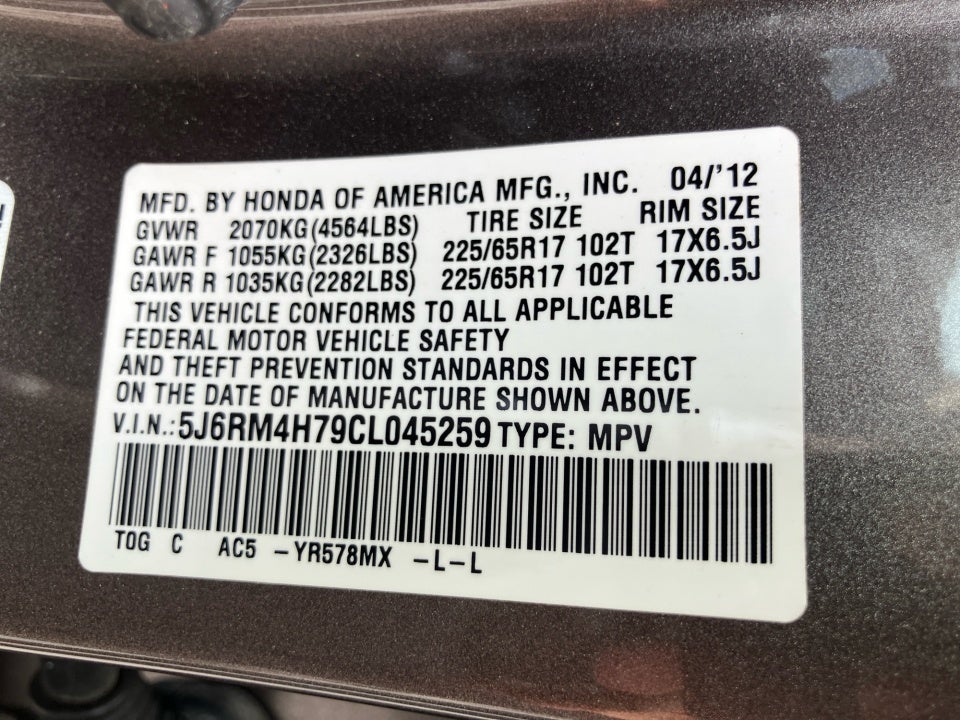 MFD. BY HONDA OF AMERICA MFG., INC. 04/'12
GVWR 2070KG(4564LBS) TIRE SIZE RIM SIZE
GAWR F 1055KG(2326LBS) 225/65R17 102T 17X6.5J
GAWR R 1035KG(2282LBS) 225/65R17 102T 17X6.5J
THIS VEHICLE CONFORMS TO ALL APPLICABLE
FEDERAL MOTOR VEHICLE SAFETY
AND THEFT PREVENTION STANDARDS IN EFFECT
ON THE DATE OF MANUFACTURE SHOWN ABOVE.
V.I.N.:5J6RM4H79CL045259 TYPE: MPV
TOG C AC5 -YR578MX -L-L